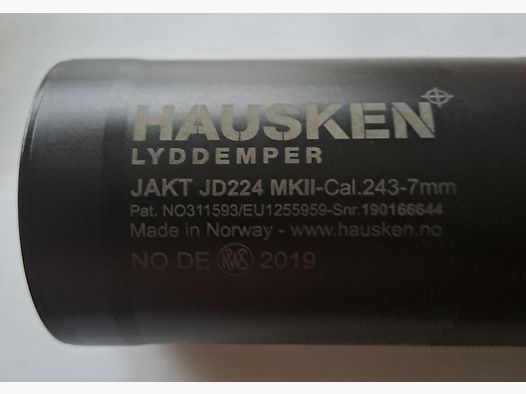 HAUSKEN
LYDDEMPER
JAKT JD224 MKII-Cal.243-7mm
Pat. NO311593/EU1255959-Snr.190166644
Made in Norway - www.hausken.no
NO DE RWS 2019